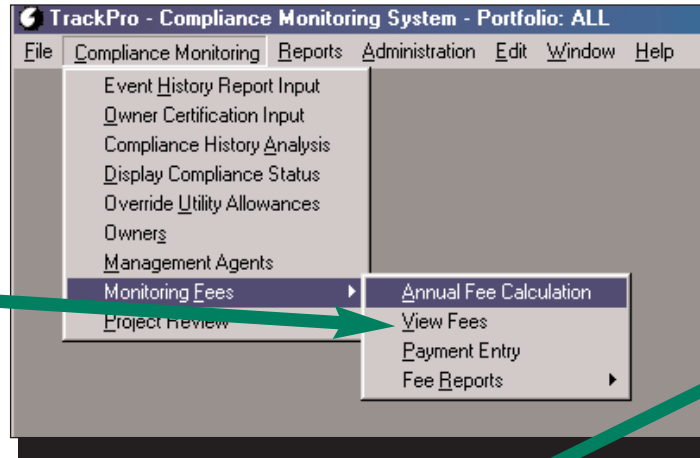 TrackPro - Compliance Monitoring System - Portfolio: ALL
File Compliance Monitoring Reports Administration Edit Window Help
Event History Report Input
Owner Certification Input
Compliance History Analysis
Display Compliance Status
Override Utility Allowances
Owners
Management Agents
Monitoring Fees
Project Review
Annual Fee Calculation
View Fees
Payment Entry
Fee Reports